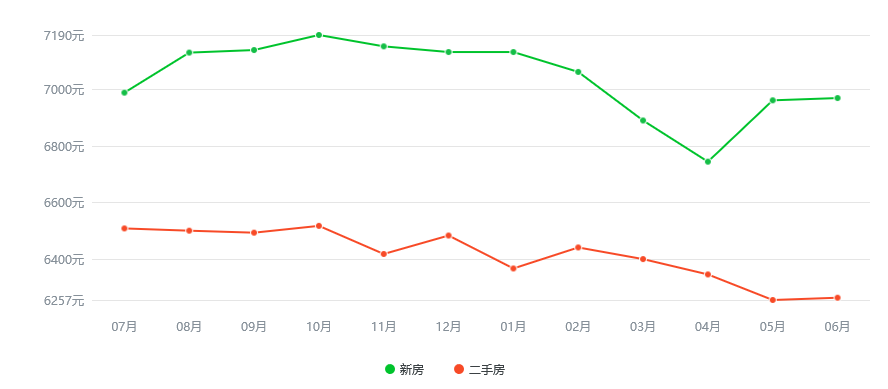 7190元
7000元
6800元
6600元
6400元
6257元
07月 08月 09月 10月 11月 12月 01月 02月 03月 04月 05月 06月
新房 二手房